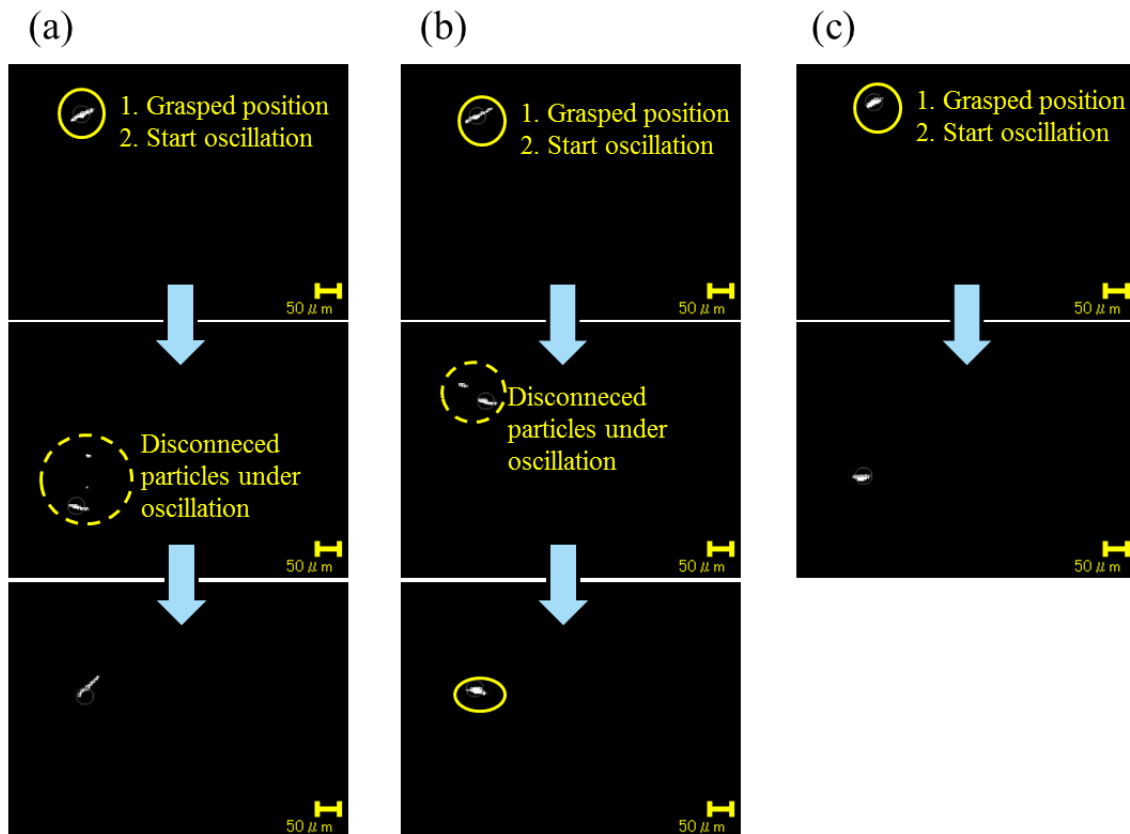 (a)
(b)
(c)
1. Grasped position
2. Start oscillation
50 μm
1. Grasped position
2. Start oscillation
50 μm
1. Grasped position
2. Start oscillation
50 μm
Disconneced
particles under
oscillation
50 μm
Disconneced
particles under
oscillation
50 μm
50 μm
50 μm
50 μm